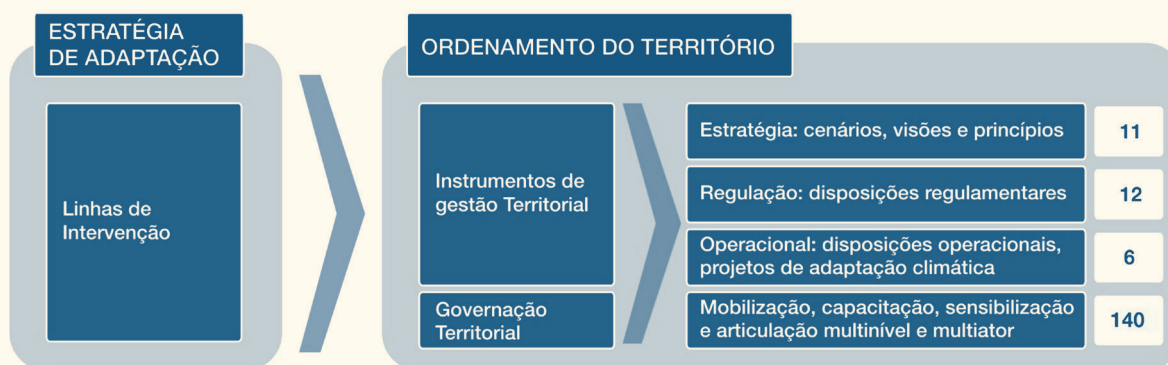 ESTRATÉGIA
DE ADAPTAÇÃO
Linhas de
Intervenção
ORDENAMENTO DO TERRITÓRIO
Instrumentos de
gestão Territorial
Estratégia: cenários, visões e princípios
11
Regulação: disposições regulamentares
12
Operacional: disposições operacionais,
projetos de adaptação climática
6
Governação
Territorial
Mobilização, capacitação, sensibilização
e articulação multinível e multiator
140